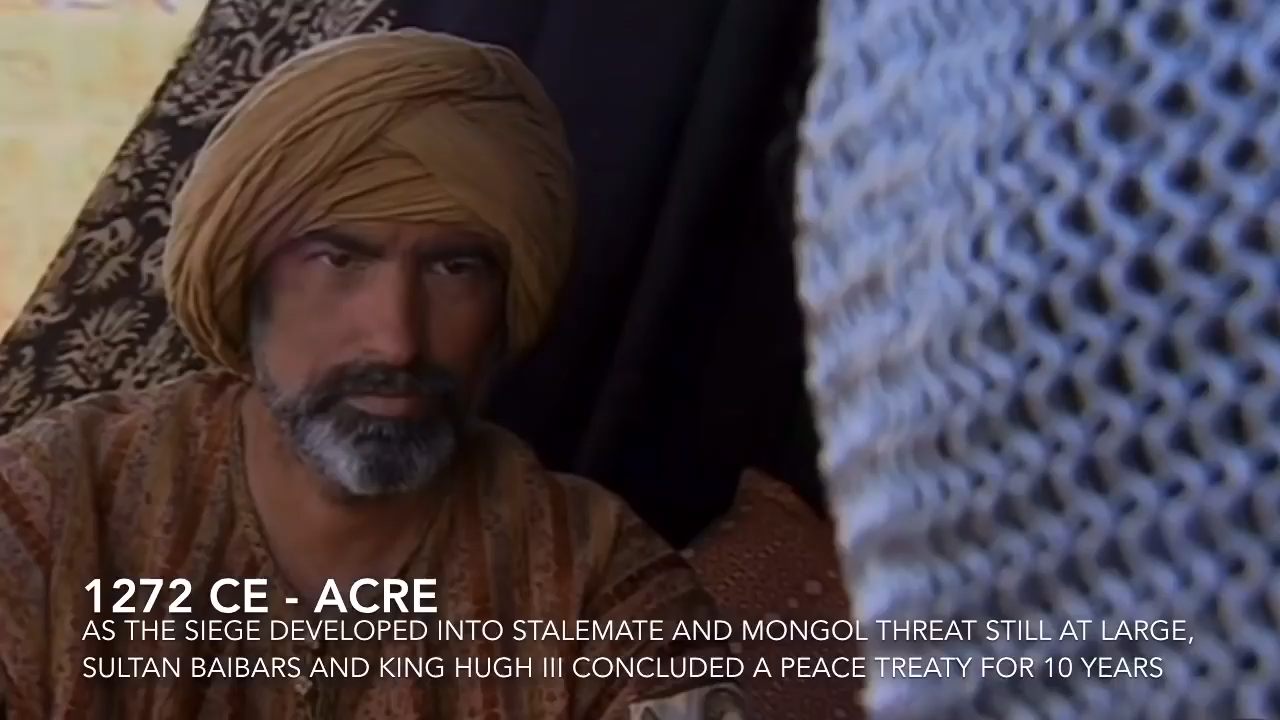 1272 CE - ACRE
AS THE SIEGE DEVELOPED INTO STALEMATE AND MONGOL THREAT STILL AT LARGE,
SULTAN BAIBARS AND KING HUGH III CONCLUDED A PEACE TREATY FOR 10 YEARS